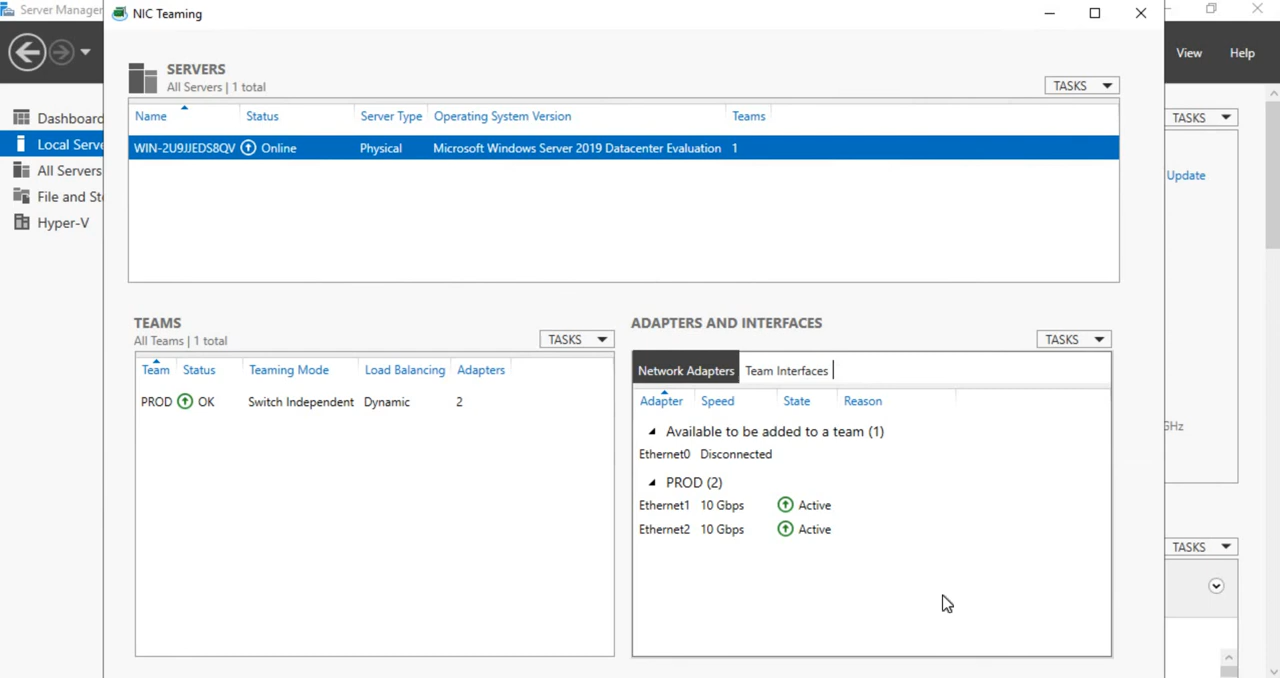 Server Manager
NIC Teaming
View Help
SERVERS
All Servers | 1 total
TASKS
Name Status Server Type Operating System Version Teams
WIN-2U9JJEDS8QV Online Physical Microsoft Windows Server 2019 Datacenter Evaluation 1
Dashboard
Local Serve
All Servers
File and Sto
Hyper-V
TASKS
Update
GHz
TEAMS
All Teams | 1 total
TASKS
Team Status Teaming Mode Load Balancing Adapters
PROD OK Switch Independent Dynamic 2
ADAPTERS AND INTERFACES
TASKS
Network Adapters Team Interfaces
Adapter Speed State Reason
Available to be added to a team (1)
Ethernet0 Disconnected
PROD (2)
Ethernet1 10 Gbps Active
Ethernet2 10 Gbps Active
TASKS